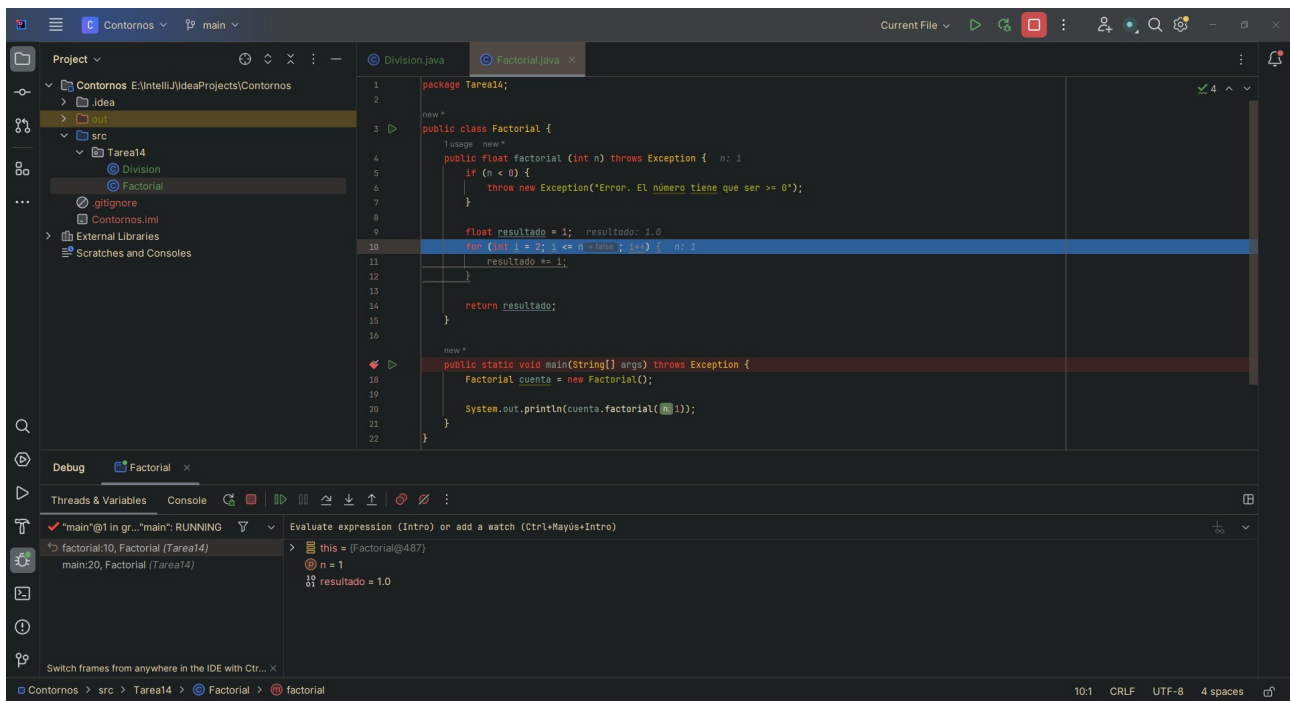 C Contornos main Current File
Project
Contornos E:\IntelliJ\IdeaProjects\Contornos
.idea
out
src
Tarea14
Division
Factorial
.gitignore
Contornos.iml
External Libraries
Scratches and Consoles
Division.java Factorial.java
4
1 package Tarea14;
2
new *
3 public class Factorial {
1 usage new *
4 public float factorial (int n) throws Exception { n: 1
5 if (n < 0) {
6 throw new Exception("Error. El número tiene que ser >= 0");
7 }
8
9 float resultado = 1; resultado: 1.0
10 for (int i = 2; i <= n = false ; i++) { n: 1
11 resultado *= i;
12 }
13
14 return resultado;
15 }
16
new *
public static void main(String[] args) throws Exception {
18 Factorial cuenta = new Factorial();
19
20 System.out.println(cuenta.factorial( n: 1));
21 }
22 }
Debug Factorial
Threads & Variables Console
"main"@1 in gr..."main": RUNNING
Evaluate expression (Intro) or add a watch (Ctrl+Mayús+Intro)
factorial:10, Factorial (Tarea14)
main:20, Factorial (Tarea14)
this = {Factorial@487}
n = 1
resultado = 1.0
Switch frames from anywhere in the IDE with Ctr...
Contornos > src > Tarea14 > Factorial > factorial
10:1 CRLF UTF-8 4 spaces